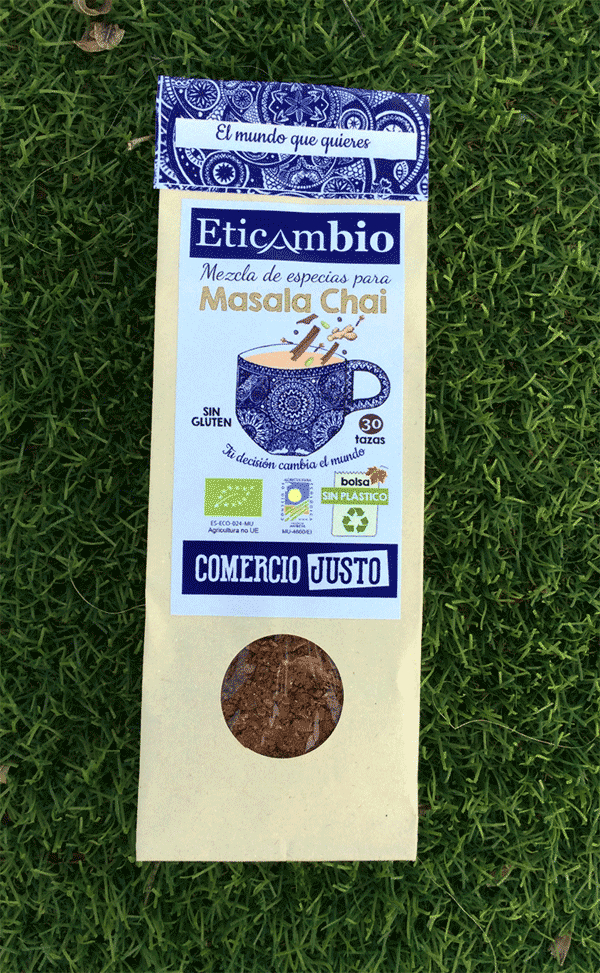 El mundo que quieres
Eticambio
Mezcla de especias para
Masala Chai
SIN
GLUTEN
30
tazas
Tu decisión cambia el mundo
bolsa
SIN PLÁSTICO
ES-ECO-024-MU
Agricultura no UE
COMERCIO JUSTO